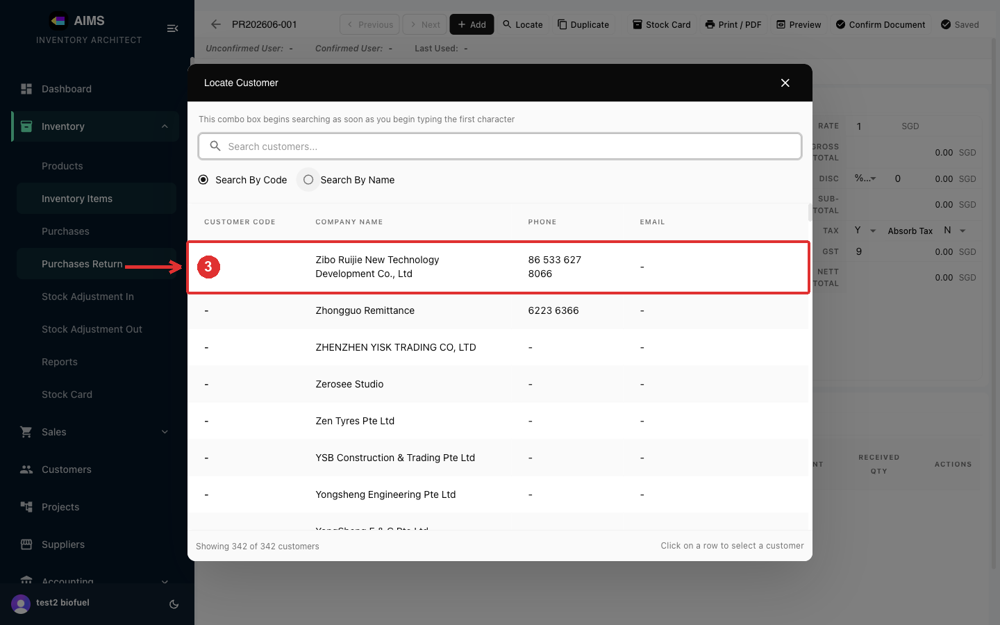 AIMS
INVENTORY ARCHITECT
Dashboard
Inventory
Products
Inventory Items
Purchases
Purchases Return
Stock Adjustment In
Stock Adjustment Out
Reports
Stock Card
Sales
Customers
Projects
Suppliers
Accounting
test2 biofuel
PR202606-001
Previous
Next
Add
Locate
Duplicate
Stock Card
Print / PDF
Preview
Confirm Document
Saved
Unconfirmed User: -
Confirmed User: -
Last Used: -
Locate Customer
This combo box begins searching as soon as you begin typing the first character
Search customers...
Search By Code
Search By Name
CUSTOMER CODE COMPANY NAME PHONE EMAIL
3 Zibo Ruijie New Technology 86 533 627 -
Development Co., Ltd 8066
- Zhongguo Remittance 6223 6366 -
- ZHENZHEN YISK TRADING CO, LTD - -
- Zerosee Studio - -
- Zen Tyres Pte Ltd - -
- YSB Construction & Trading Pte Ltd - -
- Yongsheng Engineering Pte Ltd - -
YongSheng E & C Pte Ltd
Showing 342 of 342 customers
Click on a row to select a customer
RATE 1 SGD
GROSS
TOTAL 0.00 SGD
DISC %... 0 0.00 SGD
SUB-
TOTAL 0.00 SGD
TAX Y Absorb Tax N
GST 9 0.00 SGD
NETT
TOTAL 0.00 SGD
NT
RECEIVED
QTY
ACTIONS